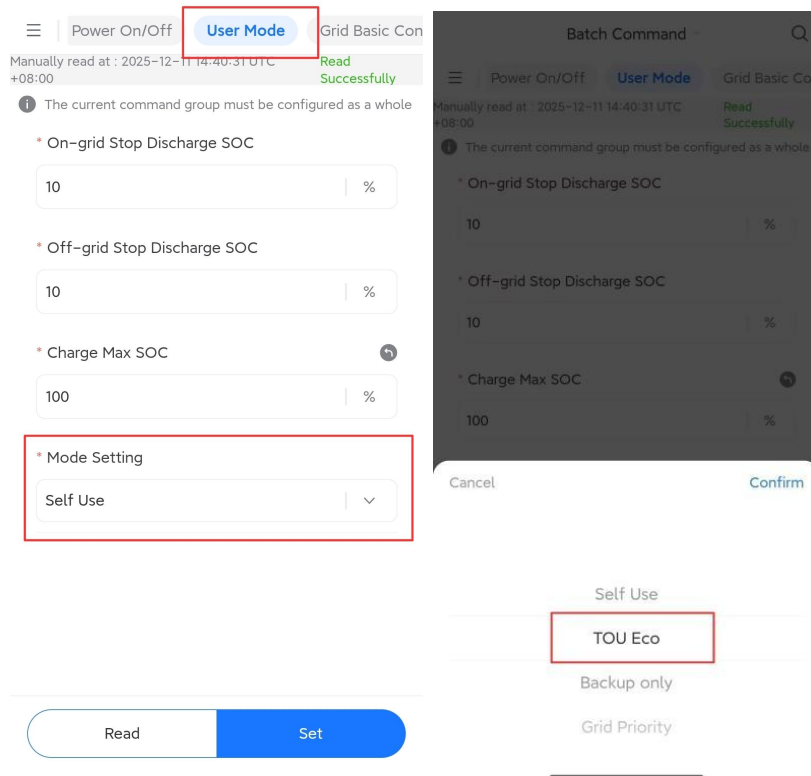 Power On/Off
User Mode
Grid Basic Con
Manually read at : 2025-12-11 14:40:31 UTC +08:00
Read Successfully
The current command group must be configured as a whole
* On-grid Stop Discharge SOC
10 %
* Off-grid Stop Discharge SOC
10 %
* Charge Max SOC
100 %
* Mode Setting
Self Use
Read
Set
Batch Command
Power On/Off
User Mode
Grid Basic Co
Manually read at : 2025-12-11 14:40:31 UTC +08:00
Read Successfully
The current command group must be configured as a whole
* On-grid Stop Discharge SOC
10 %
* Off-grid Stop Discharge SOC
10 %
* Charge Max SOC
100 %
Cancel
Confirm
Self Use
TOU Eco
Backup only
Grid Priority